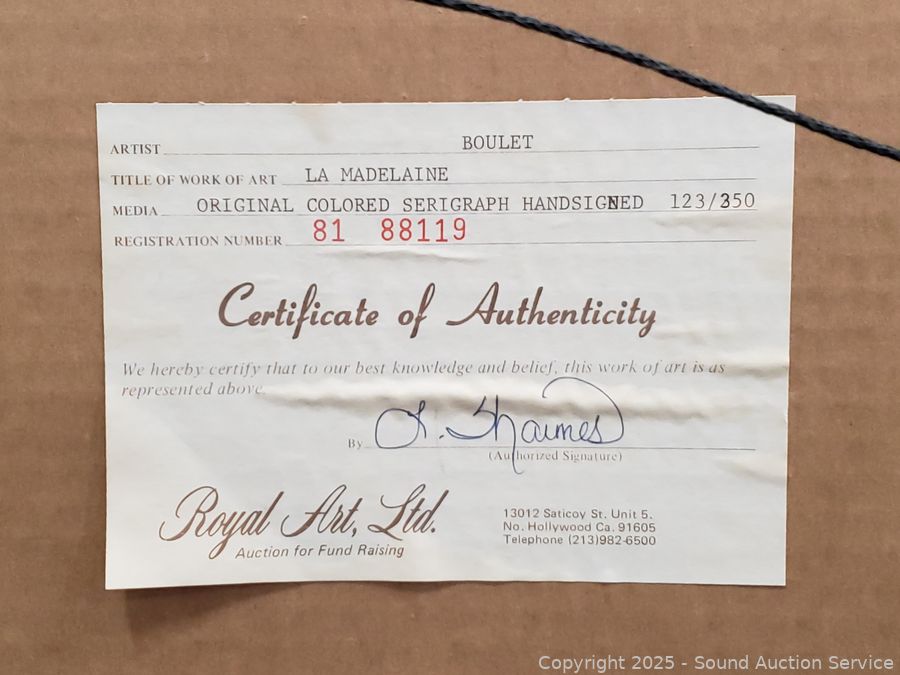 ARTIST BOULET
TITLE OF WORK OF ART LA MADELAINE
MEDIA ORIGINAL COLORED SERIGRAPH HANDSIGNED 123/350
REGISTRATION NUMBER 81 88119
Certificate of Authenticity
We hereby certify that to our best knowledge and belief, this work of art is as
represented above.
By
(Authorized Signature)
Royal Art, Ltd.
Auction for Fund Raising
13012 Saticoy St. Unit 5.
No. Hollywood Ca. 91605
Telephone (213)982-6500
Copyright 2025 - Sound Auction Service